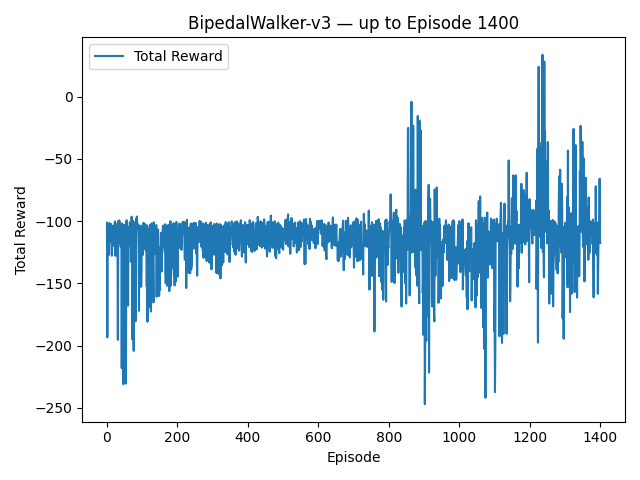 BipedalWalker-v3 — up to Episode 1400
Total Reward
0
−50
−100
−150
−200
−250
Total Reward
0 200 400 600 800 1000 1200 1400
Episode